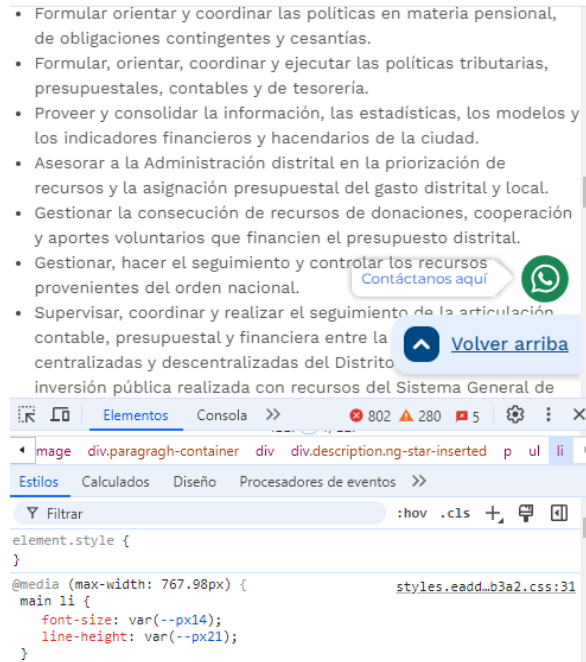 • Formular orientar y coordinar las políticas en materia pensional,
de obligaciones contingentes y cesantías.
• Formular, orientar, coordinar y ejecutar las políticas tributarias,
presupuestales, contables y de tesorería.
• Proveer y consolidar la información, las estadísticas, los modelos y
los indicadores financieros y hacendarios de la ciudad.
• Asesorar a la Administración distrital en la priorización de
recursos y la asignación presupuestal del gasto distrital y local.
• Gestionar la consecución de recursos de donaciones, cooperación
y aportes voluntarios que financien el presupuesto distrital.
• Gestionar, hacer el seguimiento y controlar los recursos
Contáctanos aquí
provenientes del orden nacional.
• Supervisar, coordinar y realizar el seguimiento de la articulación
contable, presupuestal y financiera entre la
Volver arriba
centralizadas y descentralizadas del Distrito
inversión pública realizada con recursos del Sistema General de
Elementos Consola 802 280 5
mage div.paragragh-container div div.description.ng-star-inserted p ul li
Estilos Calculados Diseño Procesadores de eventos
Filtrar :hov .cls
element.style {
}
@media (max-width: 767.98px) { styles.eadd…b3a2.css:31
main li {
font-size: var(--px14);
line-height: var(--px21);
}